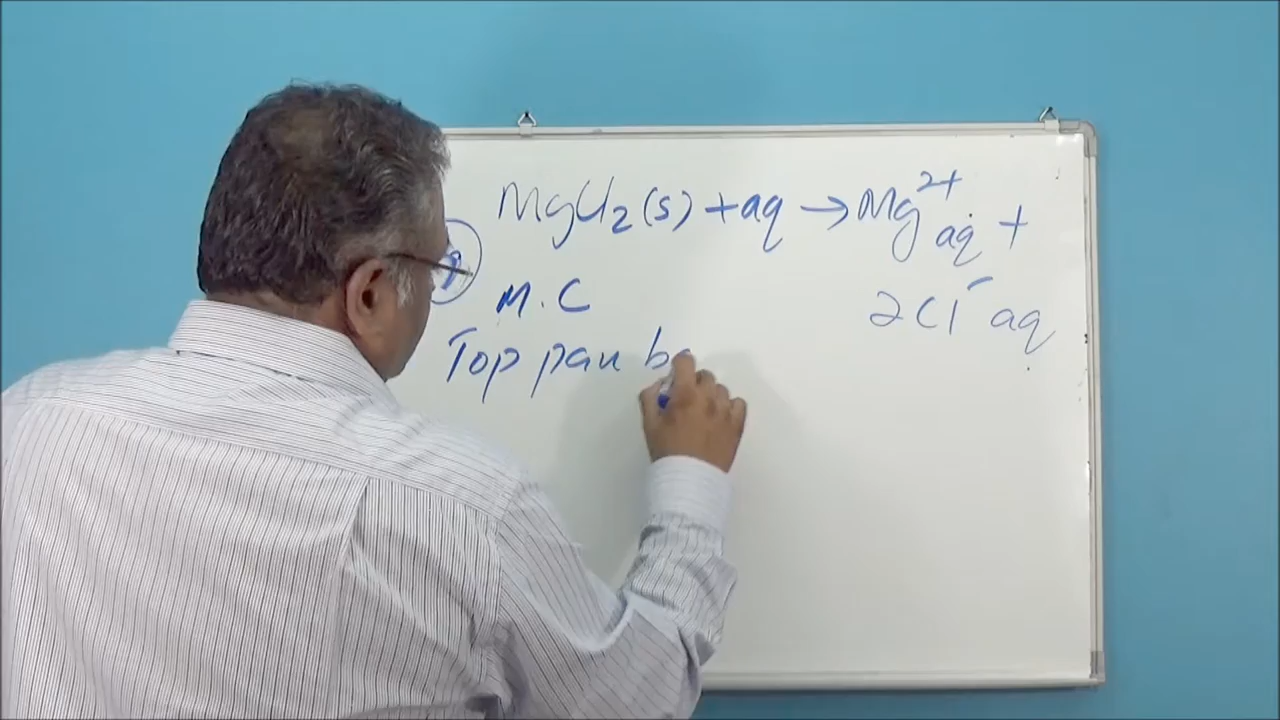 MgCl₂(s) + aq → Mg²⁺ aq +
2Cl⁻ aq
M.C
Top pan